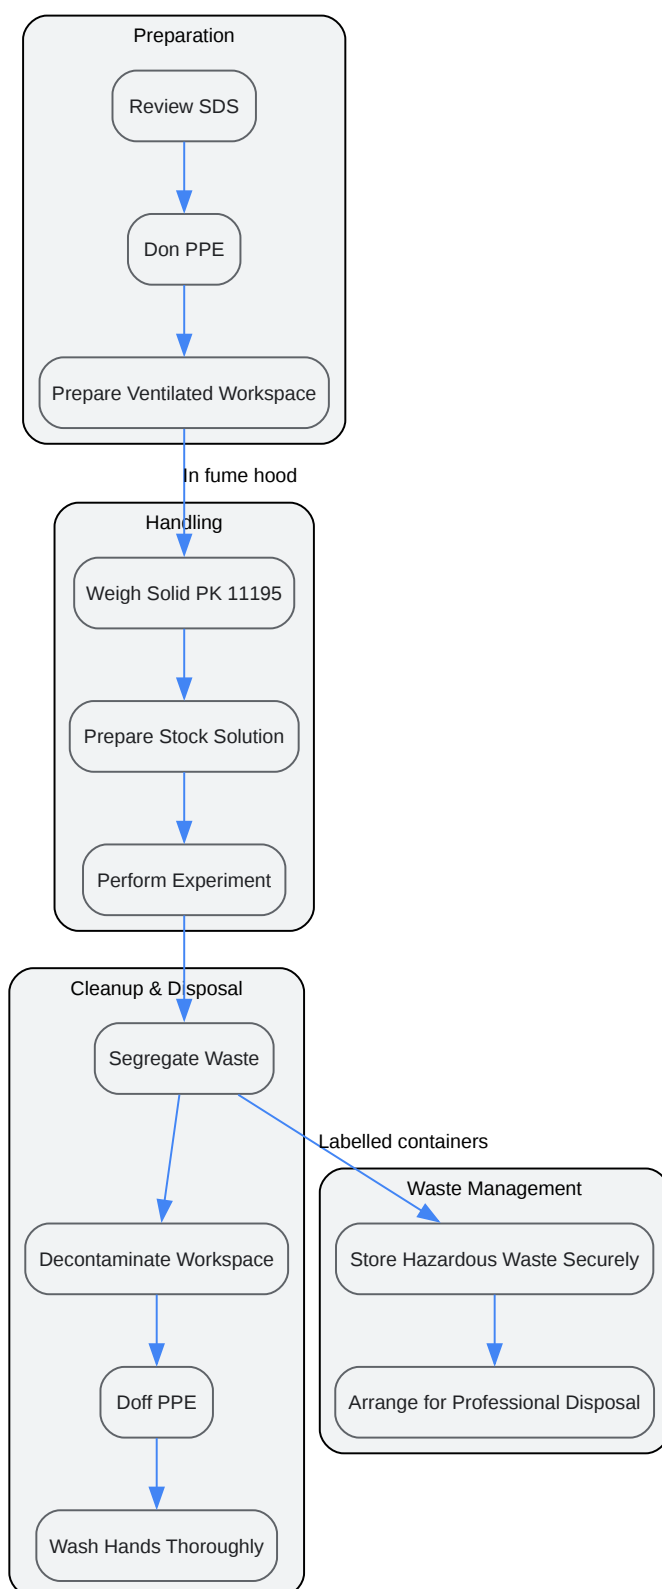 Preparation
Review SDS
Don PPE
Prepare Ventilated Workspace
In fume hood
Handling
Weigh Solid PK 11195
Prepare Stock Solution
Perform Experiment
Cleanup & Disposal
Segregate Waste
Labelled containers
Waste Management
Decontaminate Workspace
Store Hazardous Waste Securely
Doff PPE
Arrange for Professional Disposal
Wash Hands Thoroughly